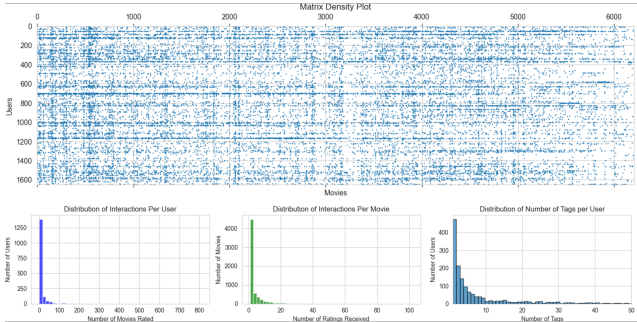 Matrix Density Plot
0 1000 2000 3000 4000 5000 6000
0
200
400
600
800
1000
1200
1400
1600
Users
Movies
Distribution of Interactions Per User
1250
1000
750
500
250
0
Number of Users
0 100 200 300 400 500 600 700 800
Number of Movies Rated
Distribution of Interactions Per Movie
4000
3000
2000
1000
0
Number of Movies
0 20 40 60 80 100
Number of Ratings Received
Distribution of Number of Tags per User
400
300
200
100
0
Number of Users
10 20 30 40 50
Number of Tags